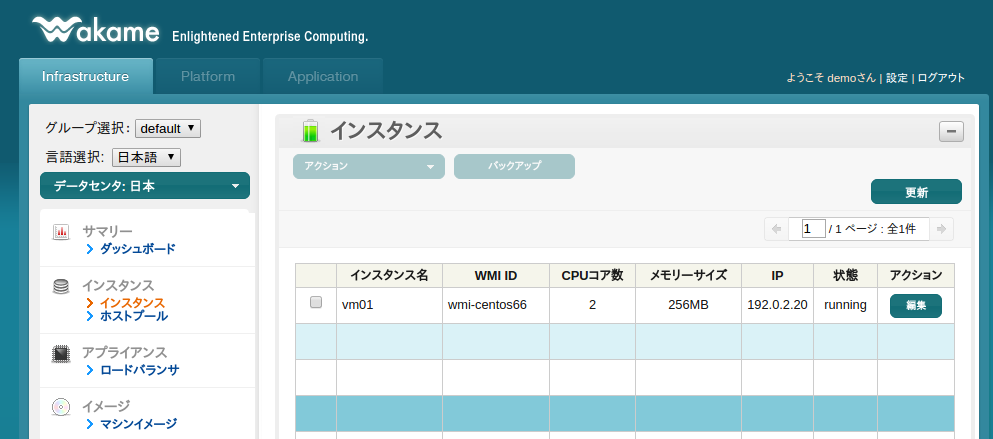 Wakame Enlightened Enterprise Computing.
Infrastructure Platform Application
ようこそ demoさん | 設定 | ログアウト
グループ選択: default
言語選択: 日本語
データセンタ: 日本
サマリー
ダッシュボード
インスタンス
インスタンス
ホストプール
アプライアンス
ロードバランサ
イメージ
マシンイメージ
インスタンス
アクション バックアップ
更新
1 / 1 ページ : 全1件
インスタンス名 WMI ID CPUコア数 メモリーサイズ IP 状態 アクション
vm01 wmi-centos66 2 256MB 192.0.2.20 running 編集